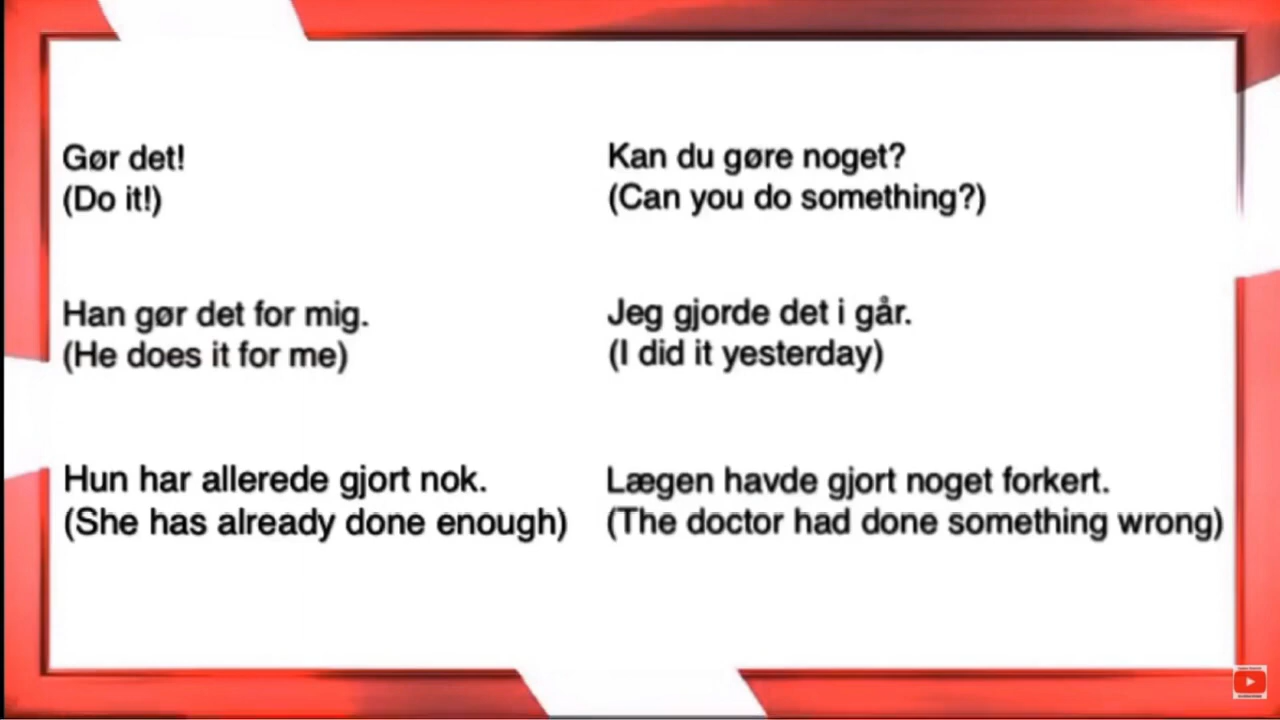 Gør det!
(Do it!)
Kan du gøre noget?
(Can you do something?)
Han gør det for mig.
(He does it for me)
Jeg gjorde det i går.
(I did it yesterday)
Hun har allerede gjort nok.
(She has already done enough)
Lægen havde gjort noget forkert.
(The doctor had done something wrong)